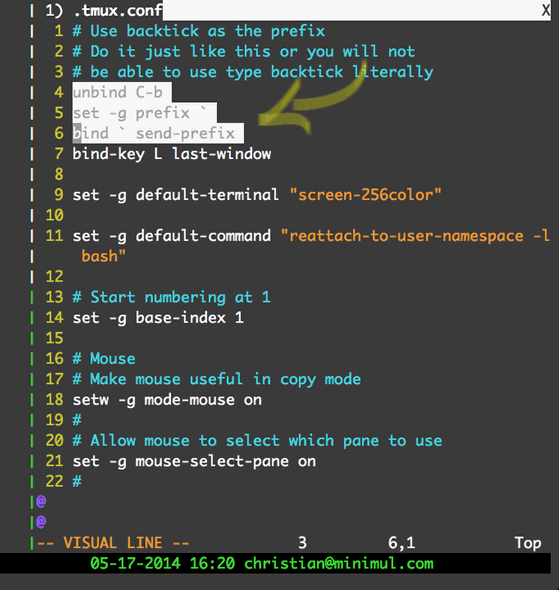 | 1) .tmux.conf X
| 1 # Use backtick as the prefix
| 2 # Do it just like this or you will not
| 3 # be able to use type backtick literally
| 4 unbind C-b
| 5 set -g prefix `
| 6 bind ` send-prefix
| 7 bind-key L last-window
| 8
| 9 set -g default-terminal "screen-256color"
| 10
| 11 set -g default-command "reattach-to-user-namespace -l
| bash"
| 12
| 13 # Start numbering at 1
| 14 set -g base-index 1
| 15
| 16 # Mouse
| 17 # Make mouse useful in copy mode
| 18 setw -g mode-mouse on
| 19 #
| 20 # Allow mouse to select which pane to use
| 21 set -g mouse-select-pane on
| 22 #
|@
|@
|-- VISUAL LINE -- 3 6,1 Top
05-17-2014 16:20 christian@minimul.com